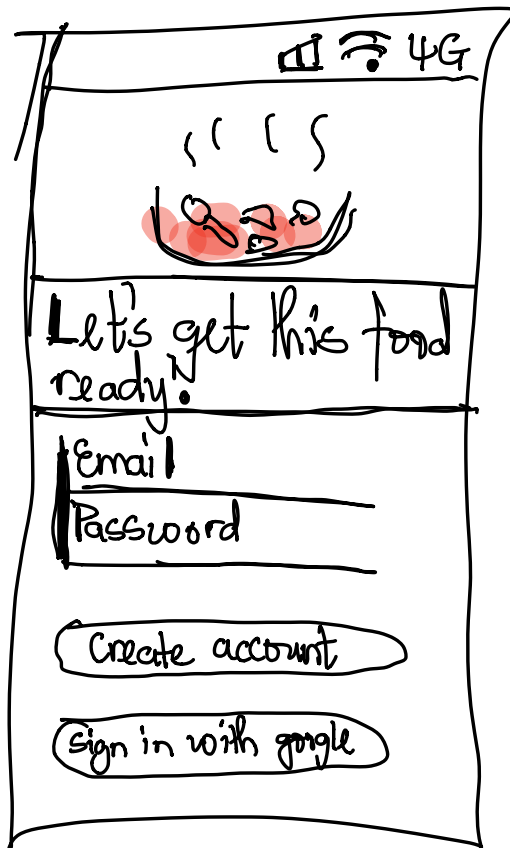 4G
Let's get this food
ready!
Email
Password
Create account
Sign in with google